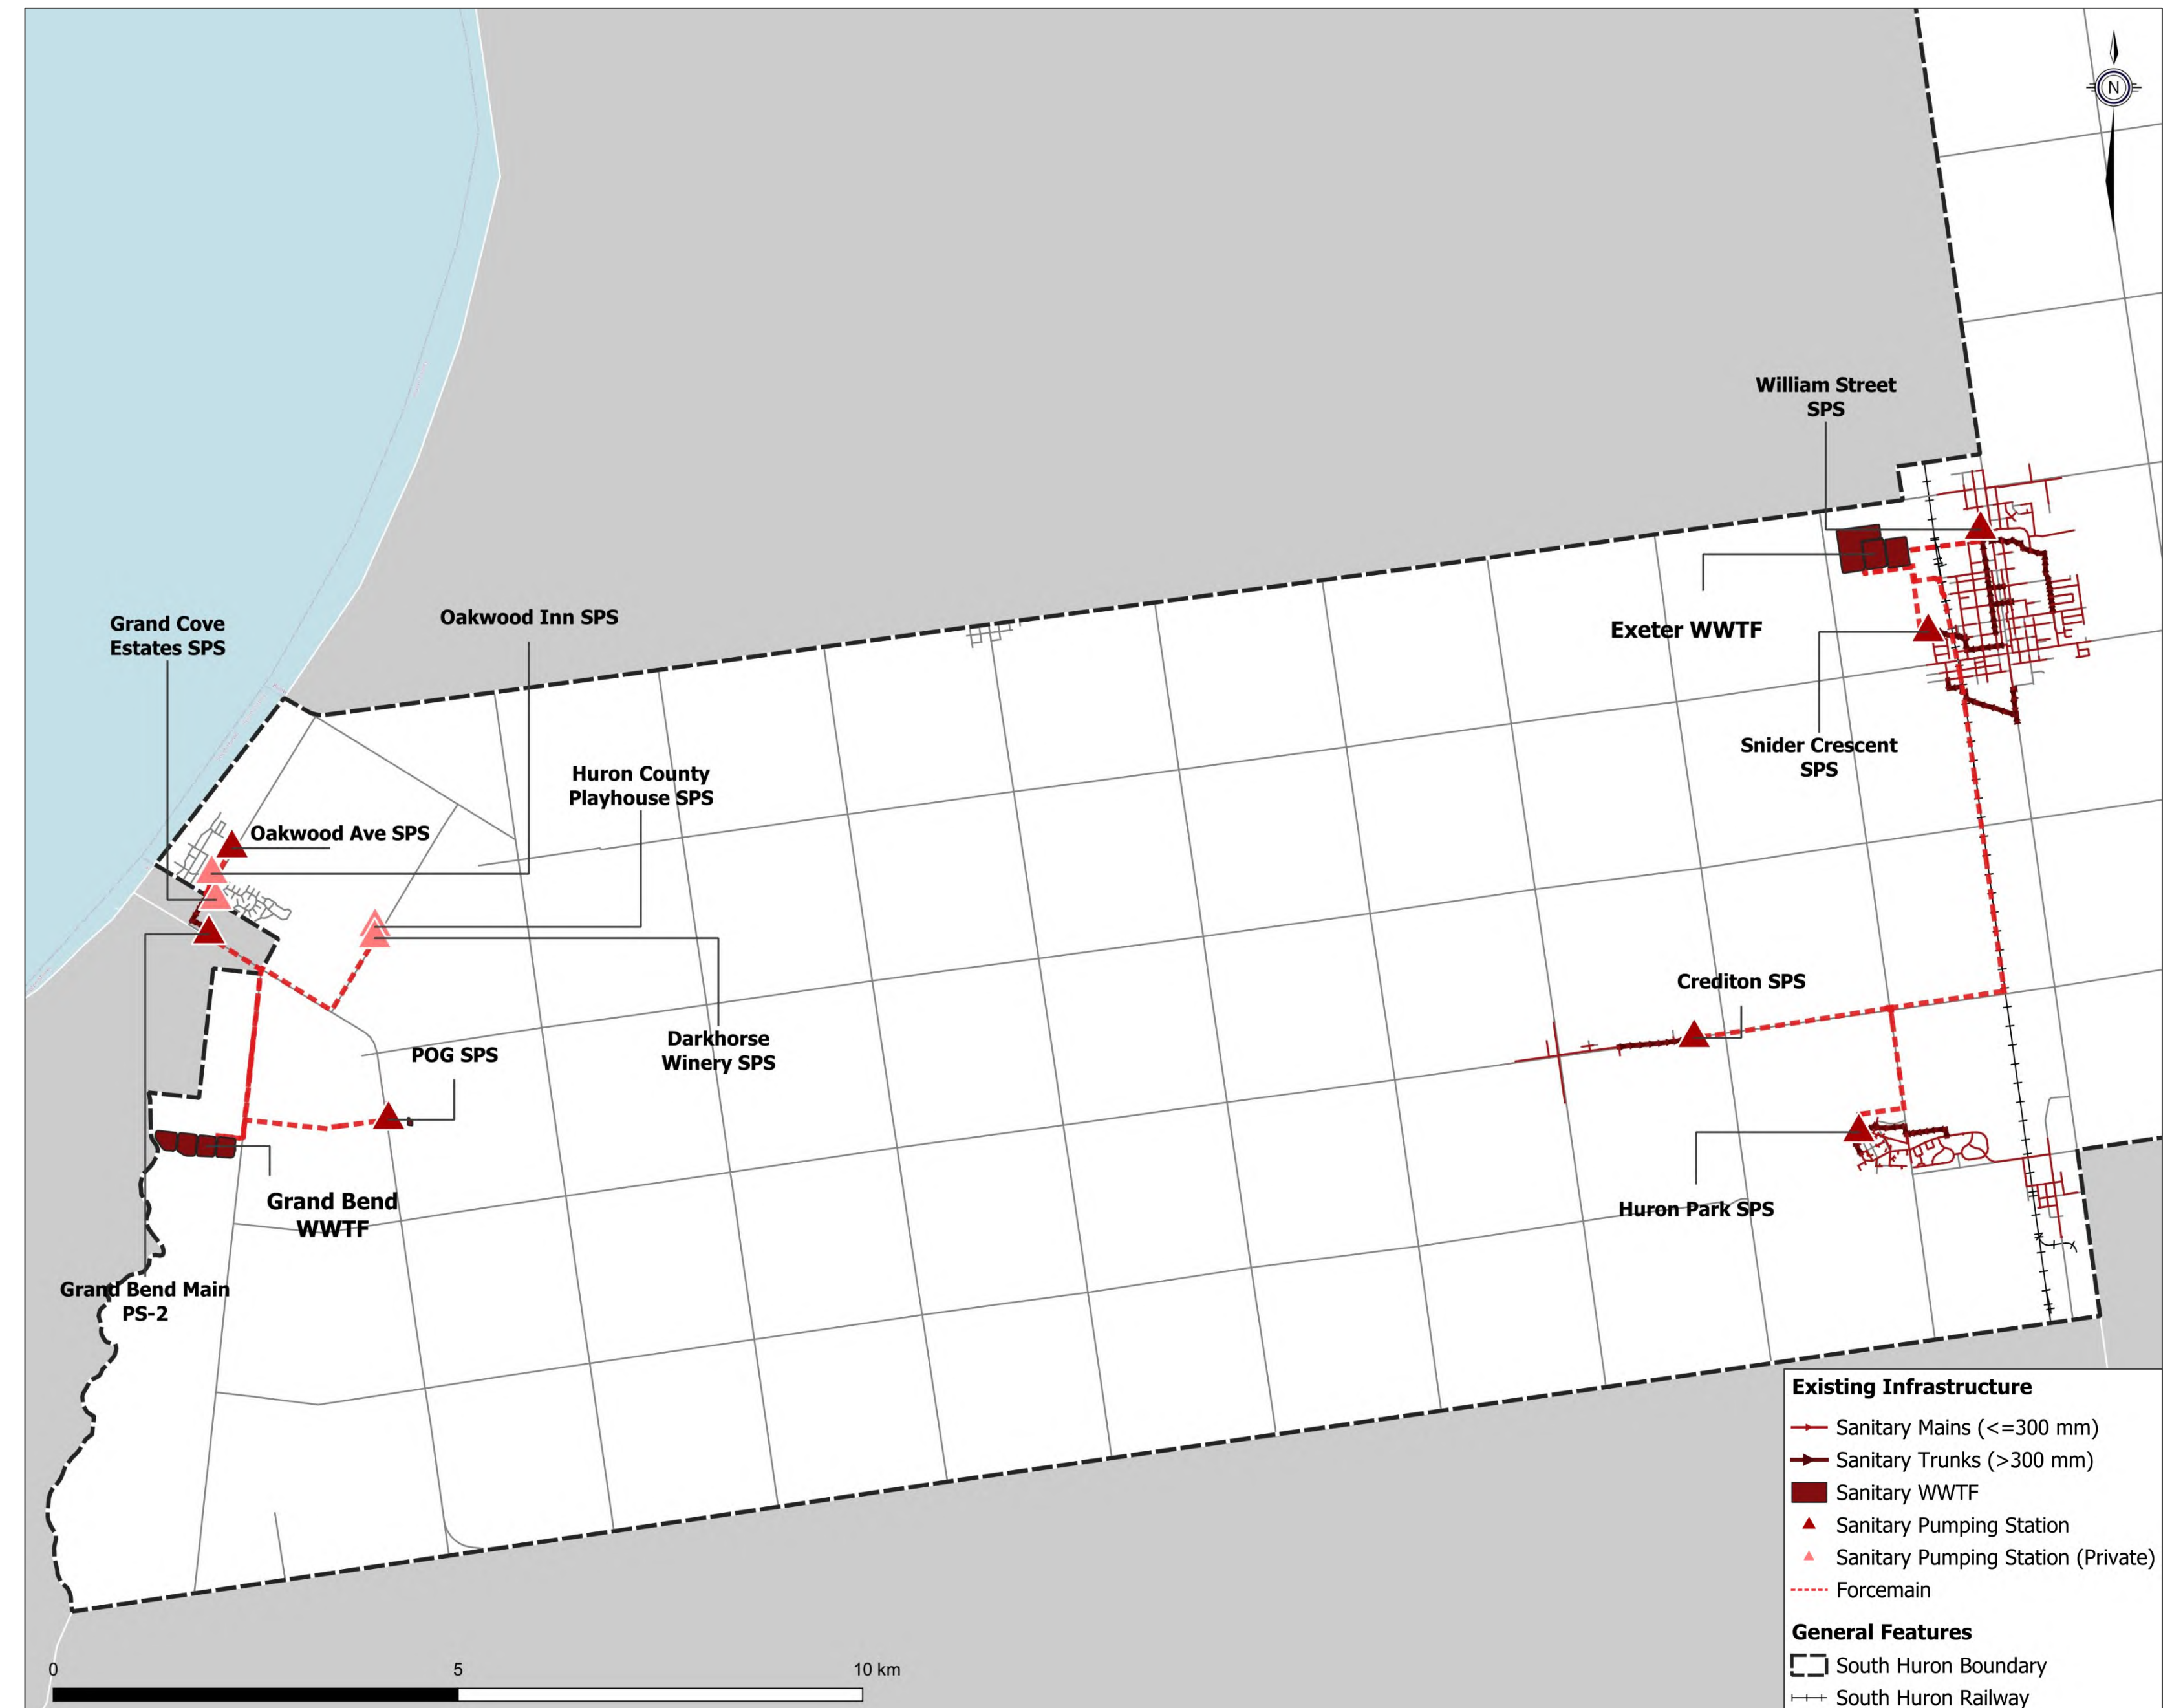 N
William Street
SPS
Grand Cove
Estates SPS
Oakwood Inn SPS
Exeter WWTF
Snider Crescent
SPS
Huron County
Playhouse SPS
Oakwood Ave SPS
Crediton SPS
Darkhorse
Winery SPS
POG SPS
Grand Bend
WWTF
Huron Park SPS
Grand Bend Main
PS-2
Existing Infrastructure
Sanitary Mains (<=300 mm)
Sanitary Trunks (>300 mm)
Sanitary WWTF
Sanitary Pumping Station
Sanitary Pumping Station (Private)
Forcemain
General Features
South Huron Boundary
South Huron Railway
0 5 10 km